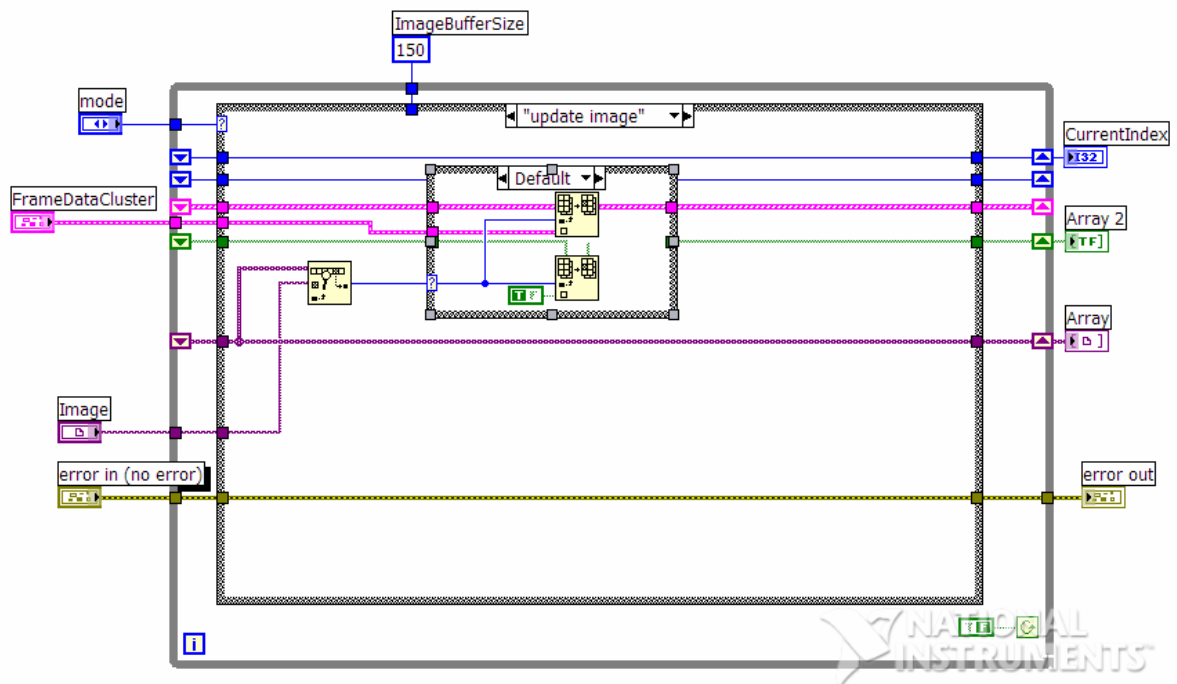 ImageBufferSize
150
mode
"update image"
CurrentIndex
I32
FrameDataCluster
Default
Array 2
TF
T F
Array
Image
error in (no error)
error out
i
F
NATIONAL
INSTRUMENTS